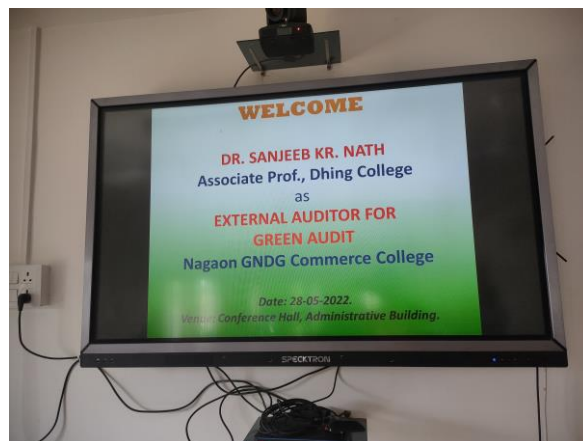 WELCOME
DR. SANJEEB KR. NATH
Associate Prof., Dhing College
as
EXTERNAL AUDITOR FOR
GREEN AUDIT
Nagaon GNDG Commerce College
Date: 28-05-2022.
Venue: Conference Hall, Administrative Building.
SPECKTRON